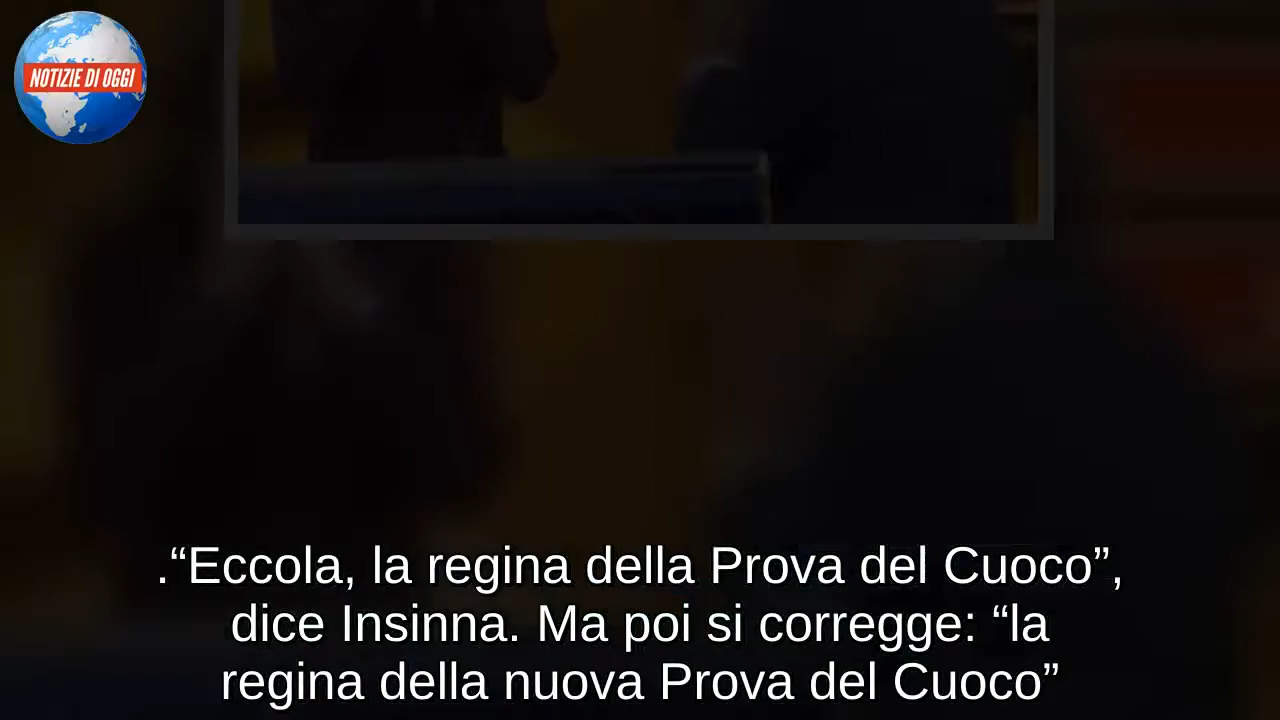 NOTIZIE DI OGGI
.“Eccola, la regina della Prova del Cuoco”,
dice Insinna. Ma poi si corregge: “la
regina della nuova Prova del Cuoco”